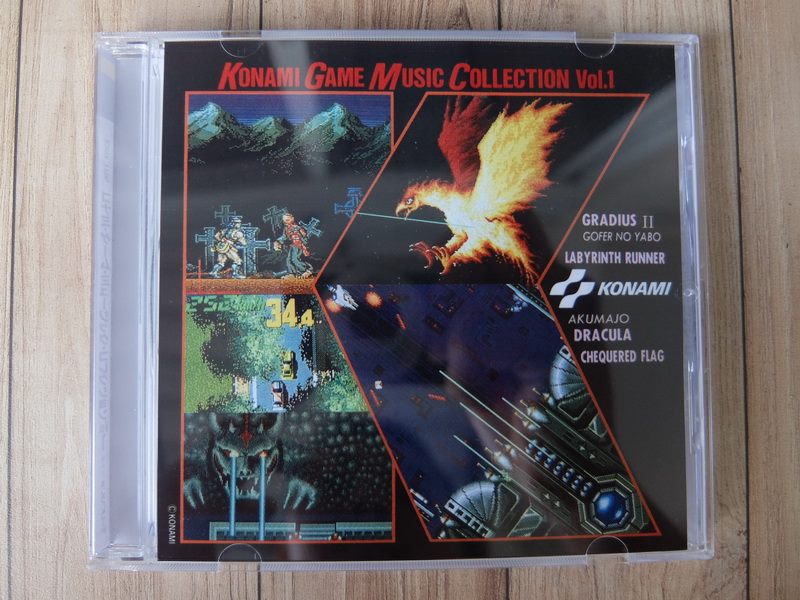 KONAMI GAME MUSIC COLLECTION Vol.1
GRADIUS II
GOFER NO YABO
LABYRINTH RUNNER
KONAMI
AKUMAJO
DRACULA
CHEQUERED FLAG
34.4
© KONAMI